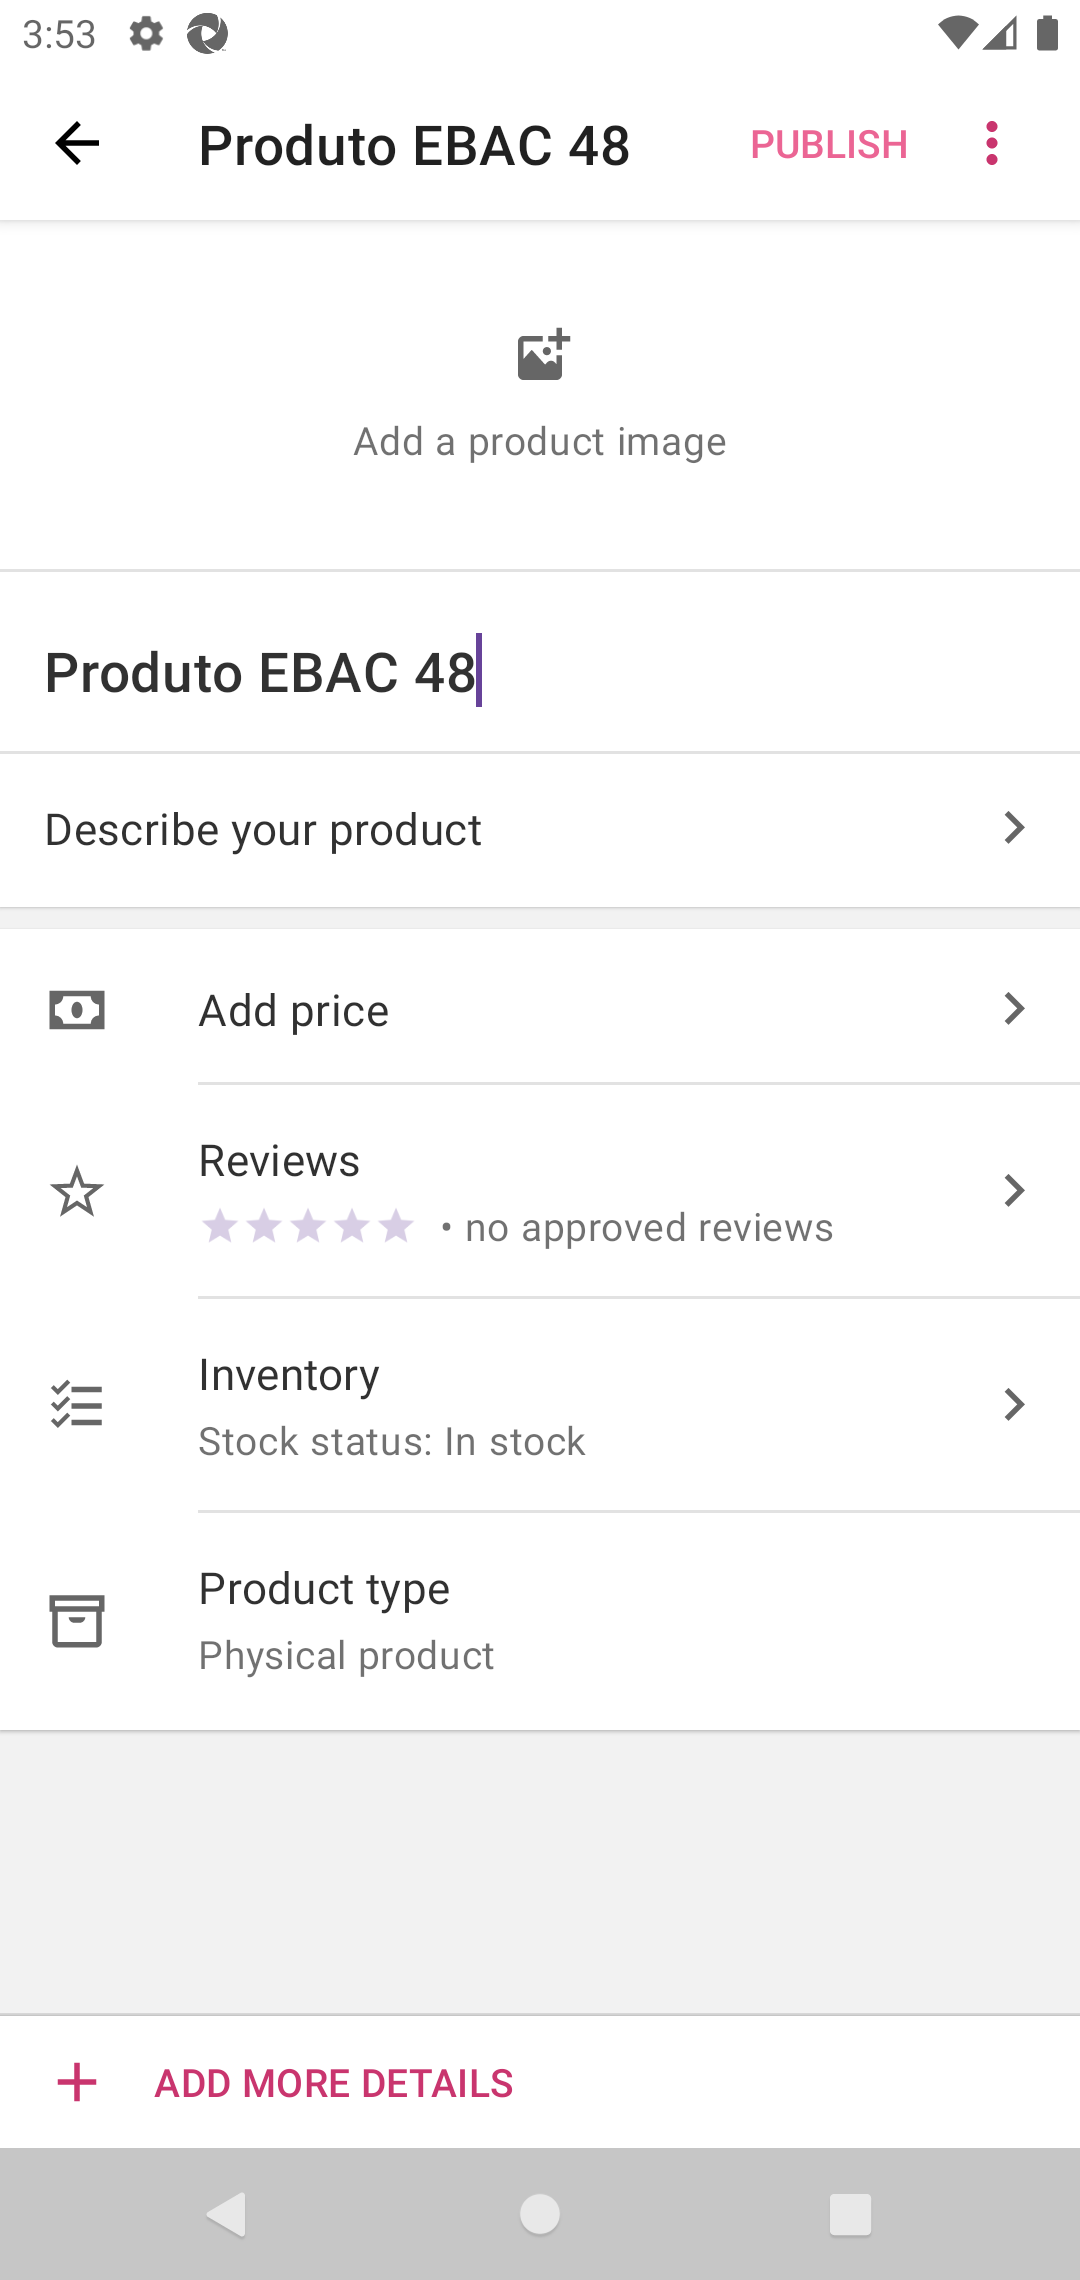 3:53
Produto EBAC 48 PUBLISH
Add a product image
Produto EBAC 48
Describe your product
Add price
Reviews
• no approved reviews
Inventory
Stock status: In stock
Product type
Physical product
ADD MORE DETAILS